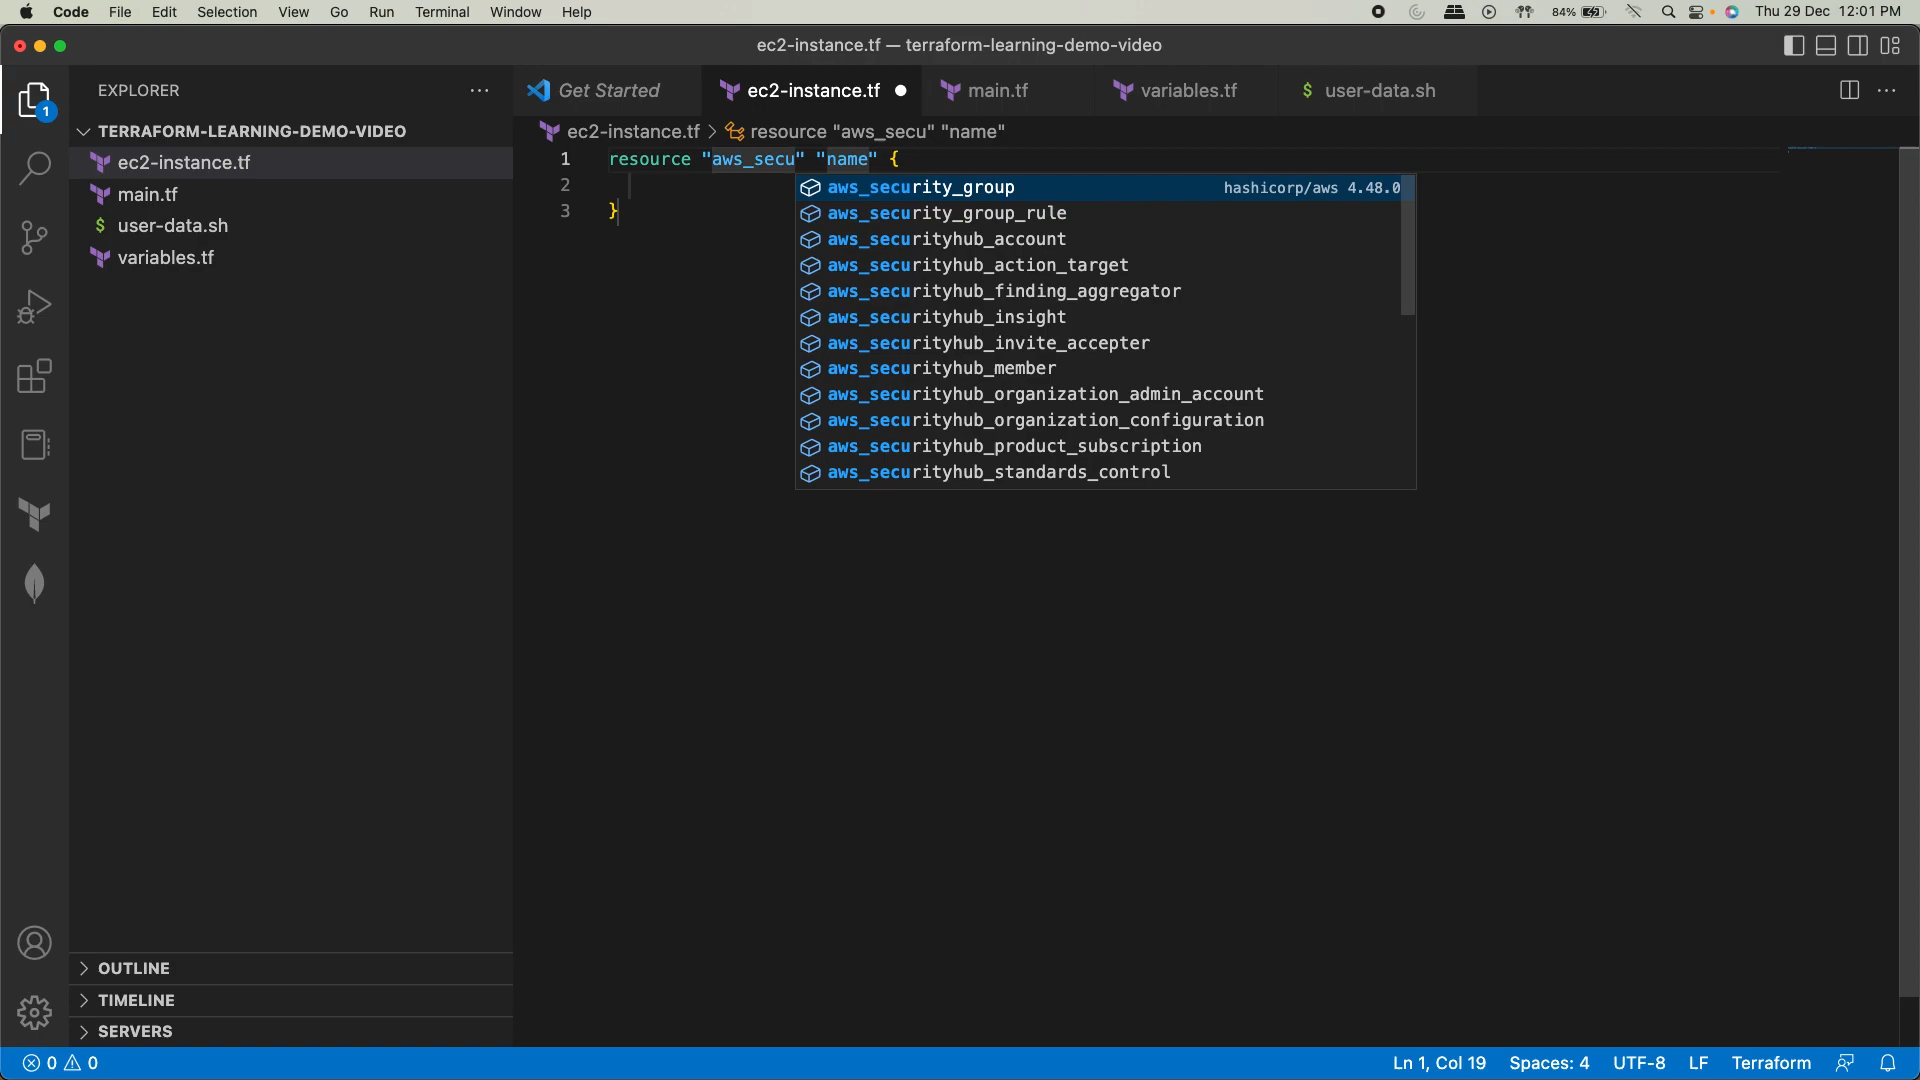 Code File Edit Selection View Go Run Terminal Window Help 84% Thu 29 Dec 12:01 PM
ec2-instance.tf — terraform-learning-demo-video
EXPLORER ...
1
TERRAFORM-LEARNING-DEMO-VIDEO
ec2-instance.tf
main.tf
$ user-data.sh
variables.tf
OUTLINE
TIMELINE
SERVERS
Get Started ec2-instance.tf main.tf variables.tf $ user-data.sh ...
ec2-instance.tf > resource "aws_secu" "name"
1 resource "aws_secu" "name" {
2
3 }
aws_security_group hashicorp/aws 4.48.0
aws_security_group_rule
aws_securityhub_account
aws_securityhub_action_target
aws_securityhub_finding_aggregator
aws_securityhub_insight
aws_securityhub_invite_accepter
aws_securityhub_member
aws_securityhub_organization_admin_account
aws_securityhub_organization_configuration
aws_securityhub_product_subscription
aws_securityhub_standards_control
0 0 Ln 1, Col 19 Spaces: 4 UTF-8 LF Terraform